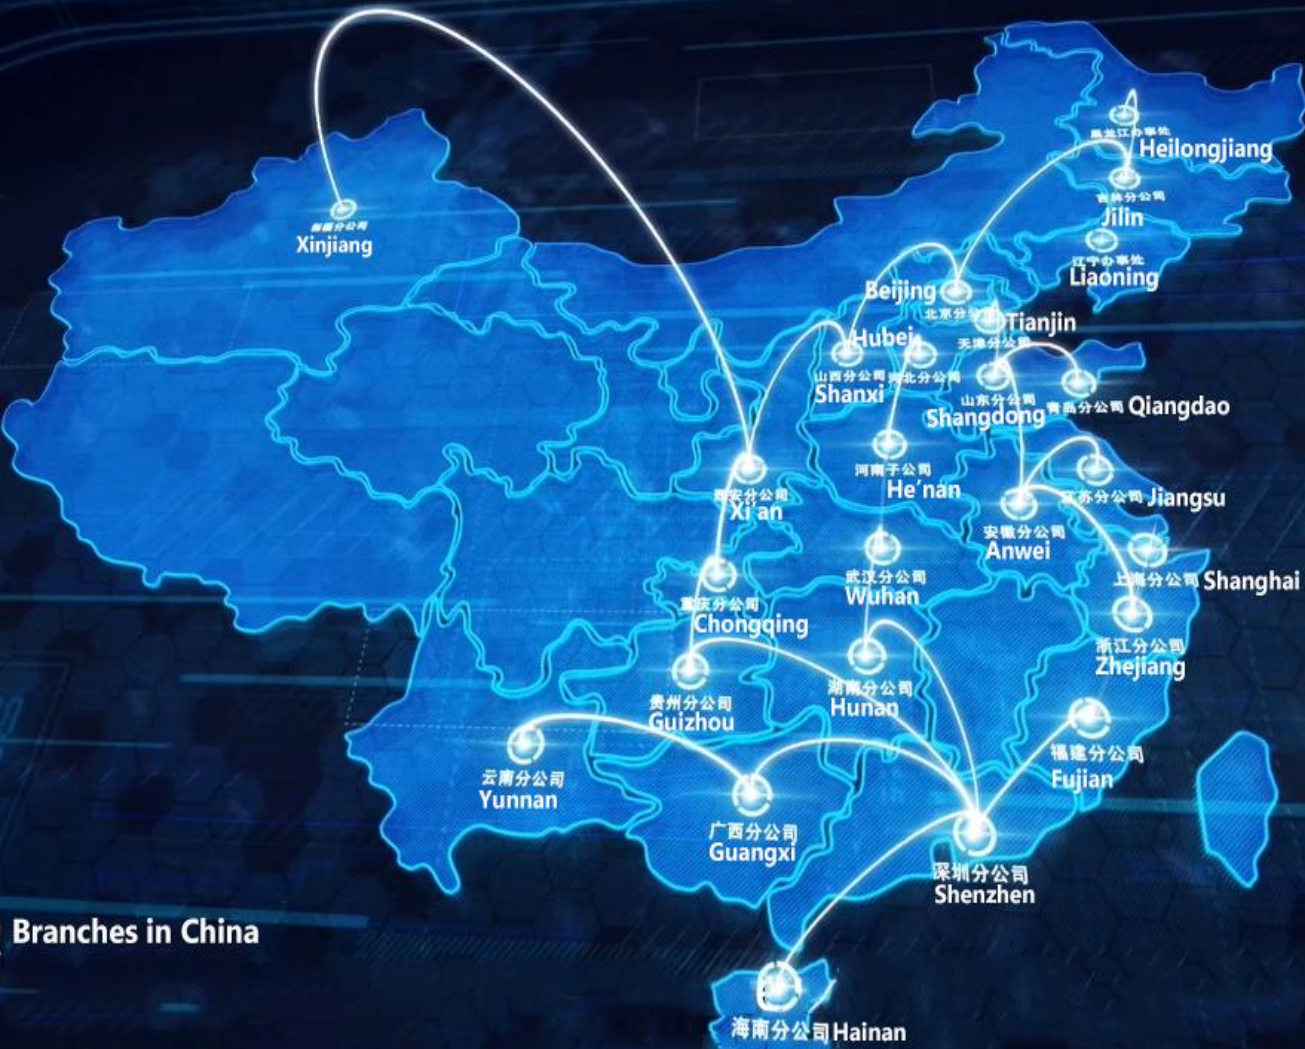 黑龙江办事处
Heilongjiang
吉林分公司
Jilin
新疆分公司
Xinjiang
辽宁办事处
Liaoning
Beijing
北京分公
Tianjin
天津分公司
Hubei
山西分公司
河北分公司
Shanxi
山东分公司
Shangdong
青岛分公司 Qiangdao
河南子公司
He'nan
西安分公司
Xi'an
江苏分公司 Jiangsu
安徽分公司
Anwei
武汉分公司
Wuhan
上海分公司 Shanghai
重庆分公司
Chongqing
浙江分公司
Zhejiang
湖南分公司
Hunan
贵州分公司
Guizhou
福建分公司
Fujian
云南分公司
Yunnan
广西分公司
Guangxi
深圳分公司
Shenzhen
Branches in China
海南分公司 Hainan